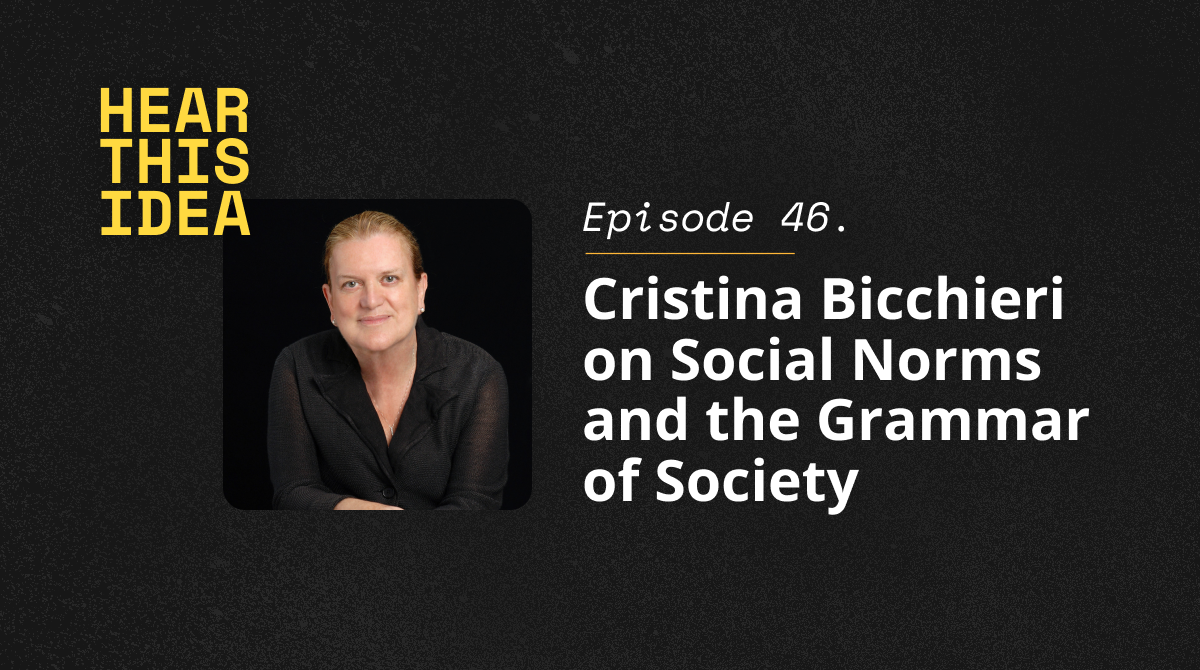 HEAR
THIS
IDEA
Episode 46.
Cristina Bicchieri
on Social Norms
and the Grammar
of Society